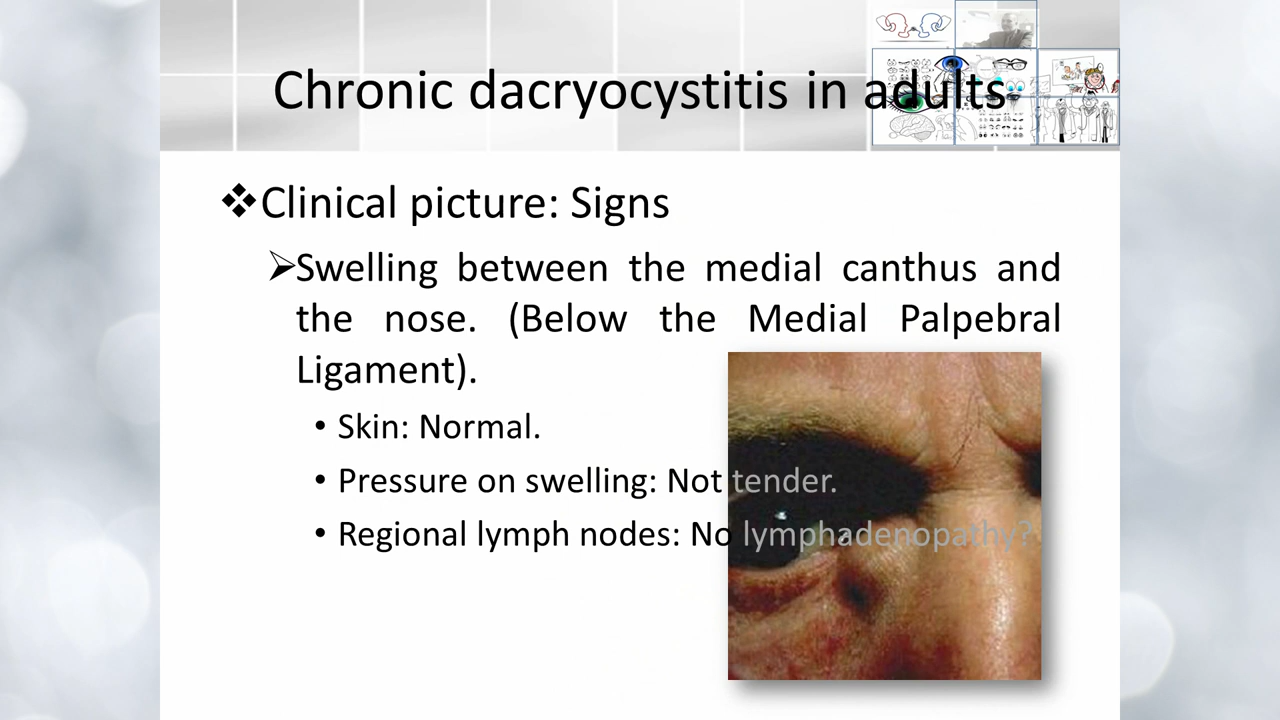 Chronic dacryocystitis in adults
❖Clinical picture: Signs
➢Swelling between the medial canthus and
the nose. (Below the Medial Palpebral
Ligament).
• Skin: Normal.
• Pressure on swelling: Not tender.
• Regional lymph nodes: No lymphadenopathy?